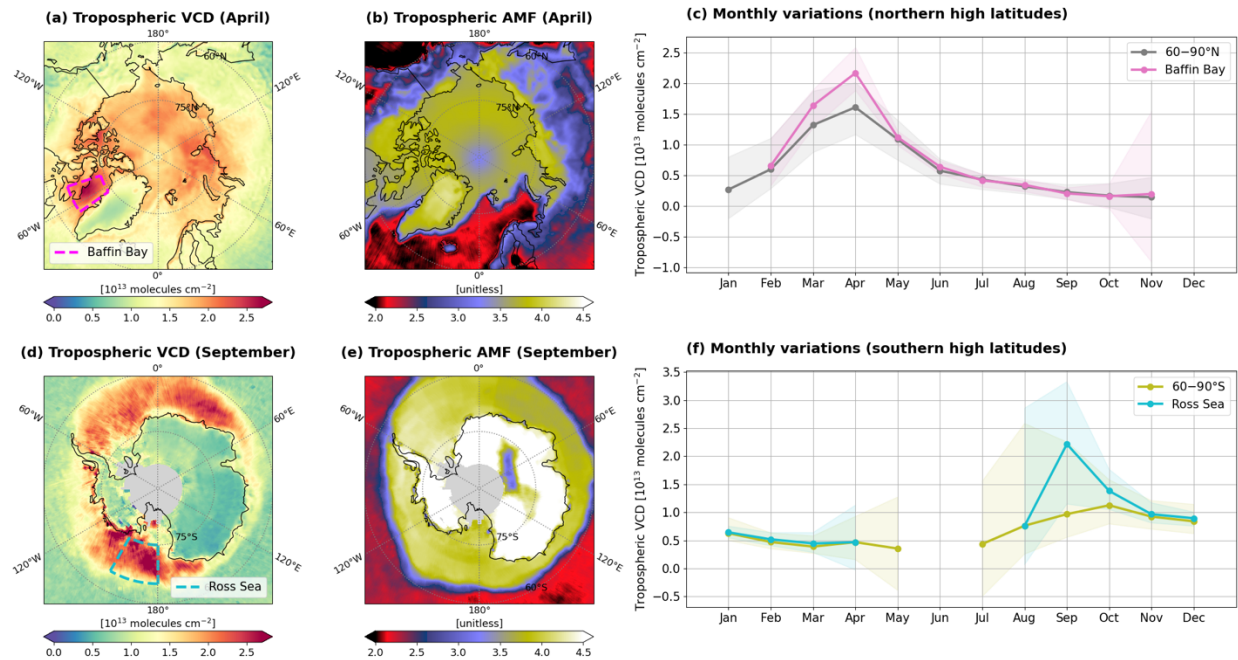 (a) Tropospheric VCD (April)
180°
60°N
120°W
120°E
75°N
60°W
60°E
Baffin Bay
0°
[10¹³ molecules cm⁻²]
0.0 0.5 1.0 1.5 2.0 2.5
(b) Tropospheric AMF (April)
180°
60°N
120°W
120°E
75°N
60°W
60°E
0°
[unitless]
2.0 2.5 3.0 3.5 4.0 4.5
(c) Monthly variations (northern high latitudes)
Tropospheric VCD [10¹³ molecules cm⁻²]
2.5
2.0
1.5
1.0
0.5
0.0
−0.5
−1.0
60−90°N
Baffin Bay
Jan Feb Mar Apr May Jun Jul Aug Sep Oct Nov Dec
(d) Tropospheric VCD (September)
0°
60°W
60°E
75°S
120°W
120°E
Ross Sea
180°
[10¹³ molecules cm⁻²]
0.0 0.5 1.0 1.5 2.0 2.5
(e) Tropospheric AMF (September)
0°
60°W
60°E
75°S
120°W
120°E
60°S
180°
[unitless]
2.0 2.5 3.0 3.5 4.0 4.5
(f) Monthly variations (southern high latitudes)
Tropospheric VCD [10¹³ molecules cm⁻²]
3.5
3.0
2.5
2.0
1.5
1.0
0.5
0.0
−0.5
60−90°S
Ross Sea
Jan Feb Mar Apr May Jun Jul Aug Sep Oct Nov Dec